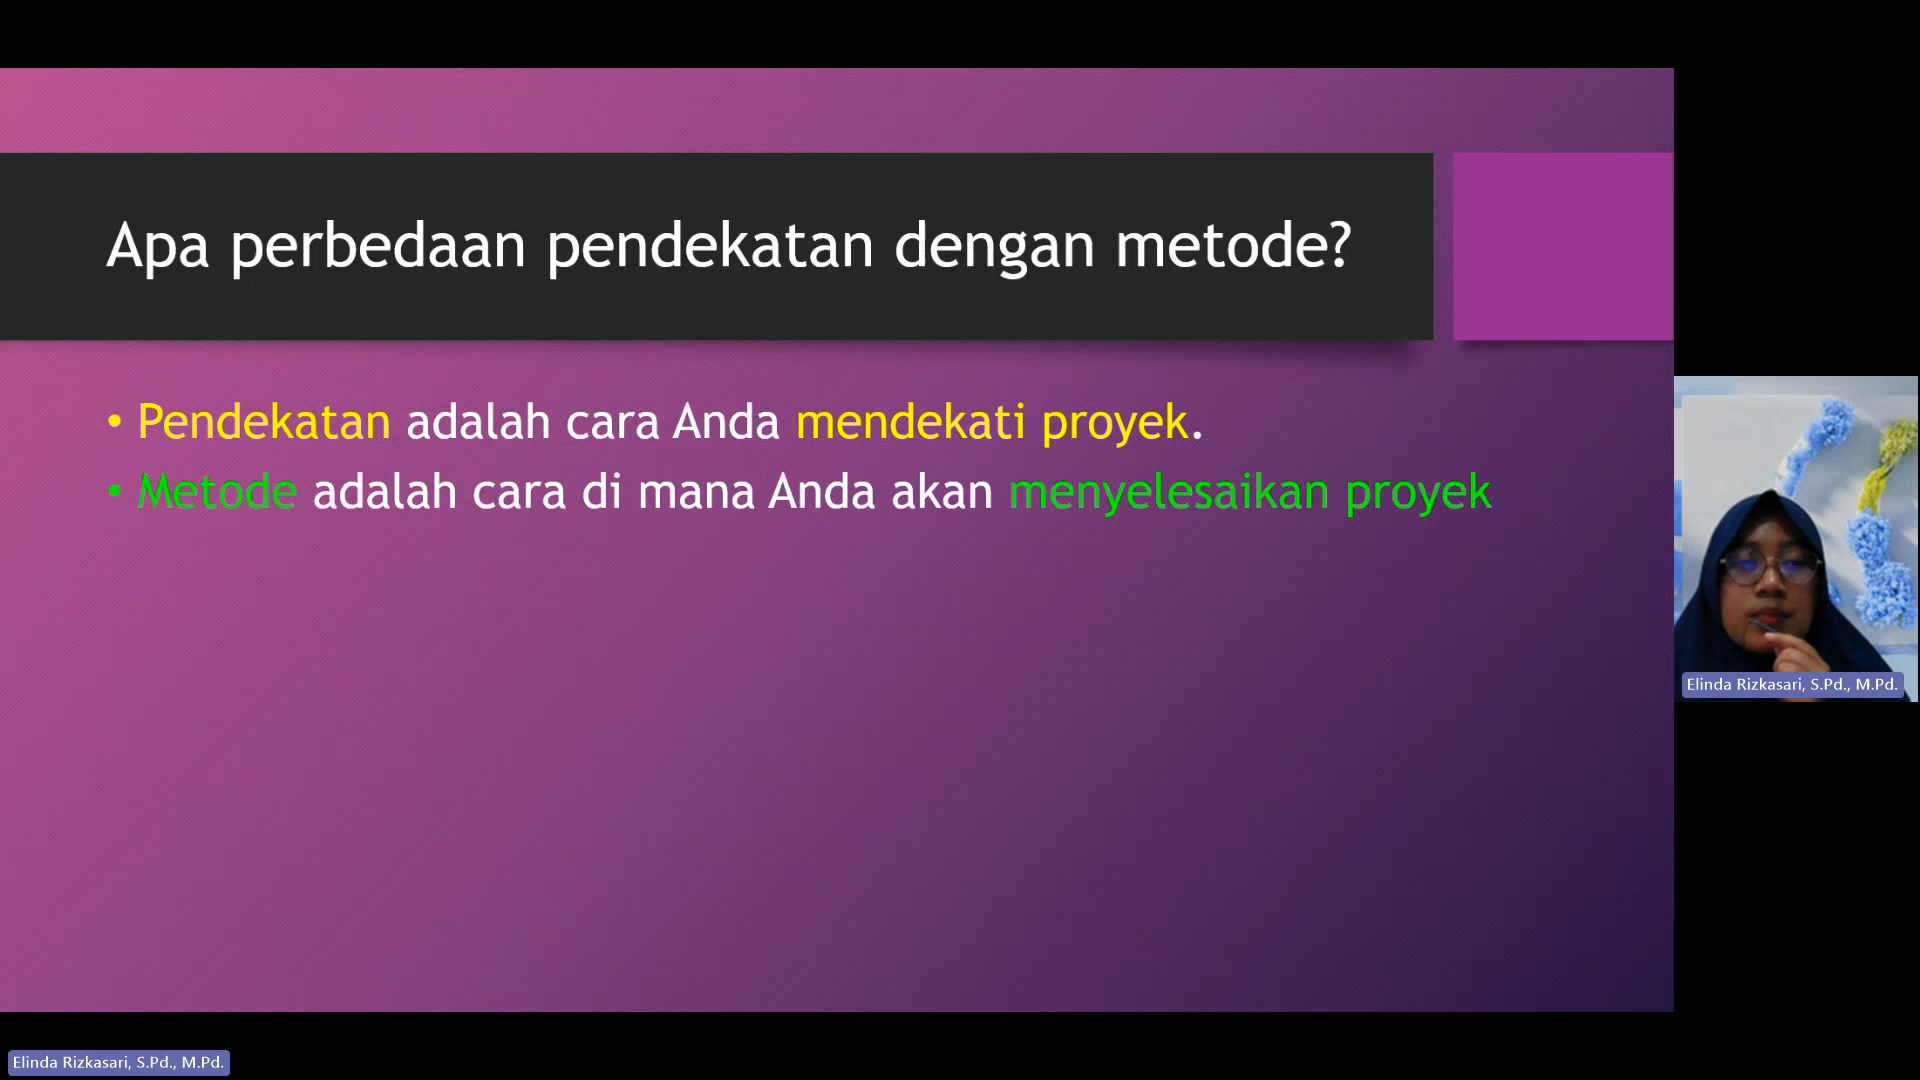 Apa perbedaan pendekatan dengan metode?
• Pendekatan adalah cara Anda mendekati proyek.
• Metode adalah cara di mana Anda akan menyelesaikan proyek
Elinda Rizkasari, S.Pd., M.Pd.
Elinda Rizkasari, S.Pd., M.Pd.